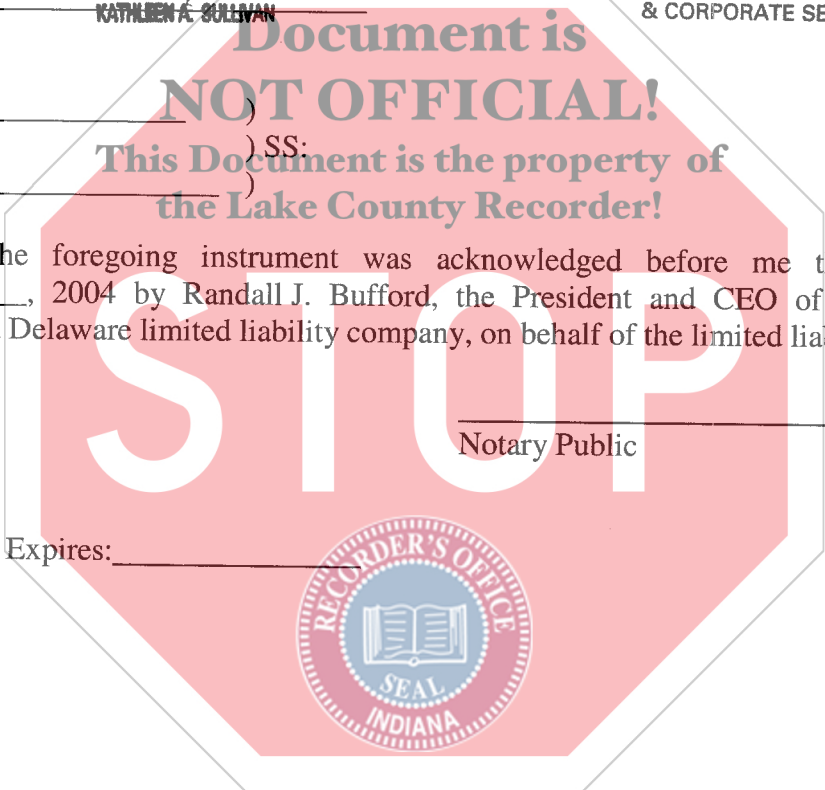 KATHLEEN A. SULLIVAN
& CORPORATE SE
Document is
NOT OFFICIAL!
)
) SS:
This Document is the property of
)
the Lake County Recorder!
he foregoing instrument was acknowledged before me t
, 2004 by Randall J. Bufford, the President and CEO of
Delaware limited liability company, on behalf of the limited lia
STOP
Notary Public
Expires:
RECORDER'S OFFICE
SEAL
INDIANA